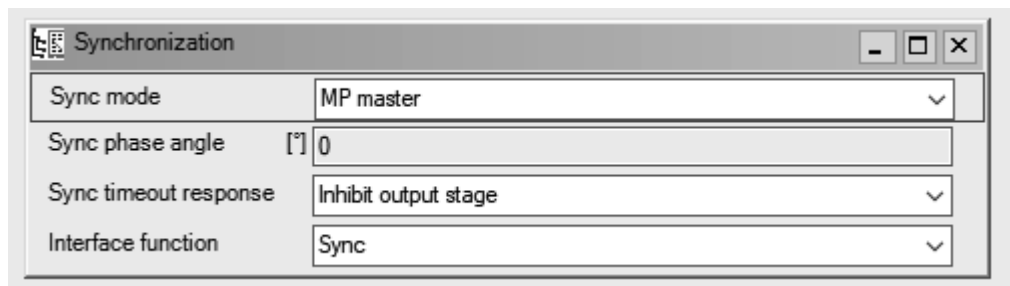 Synchronization
Sync mode MP master
Sync phase angle [°] 0
Sync timeout response Inhibit output stage
Interface function Sync